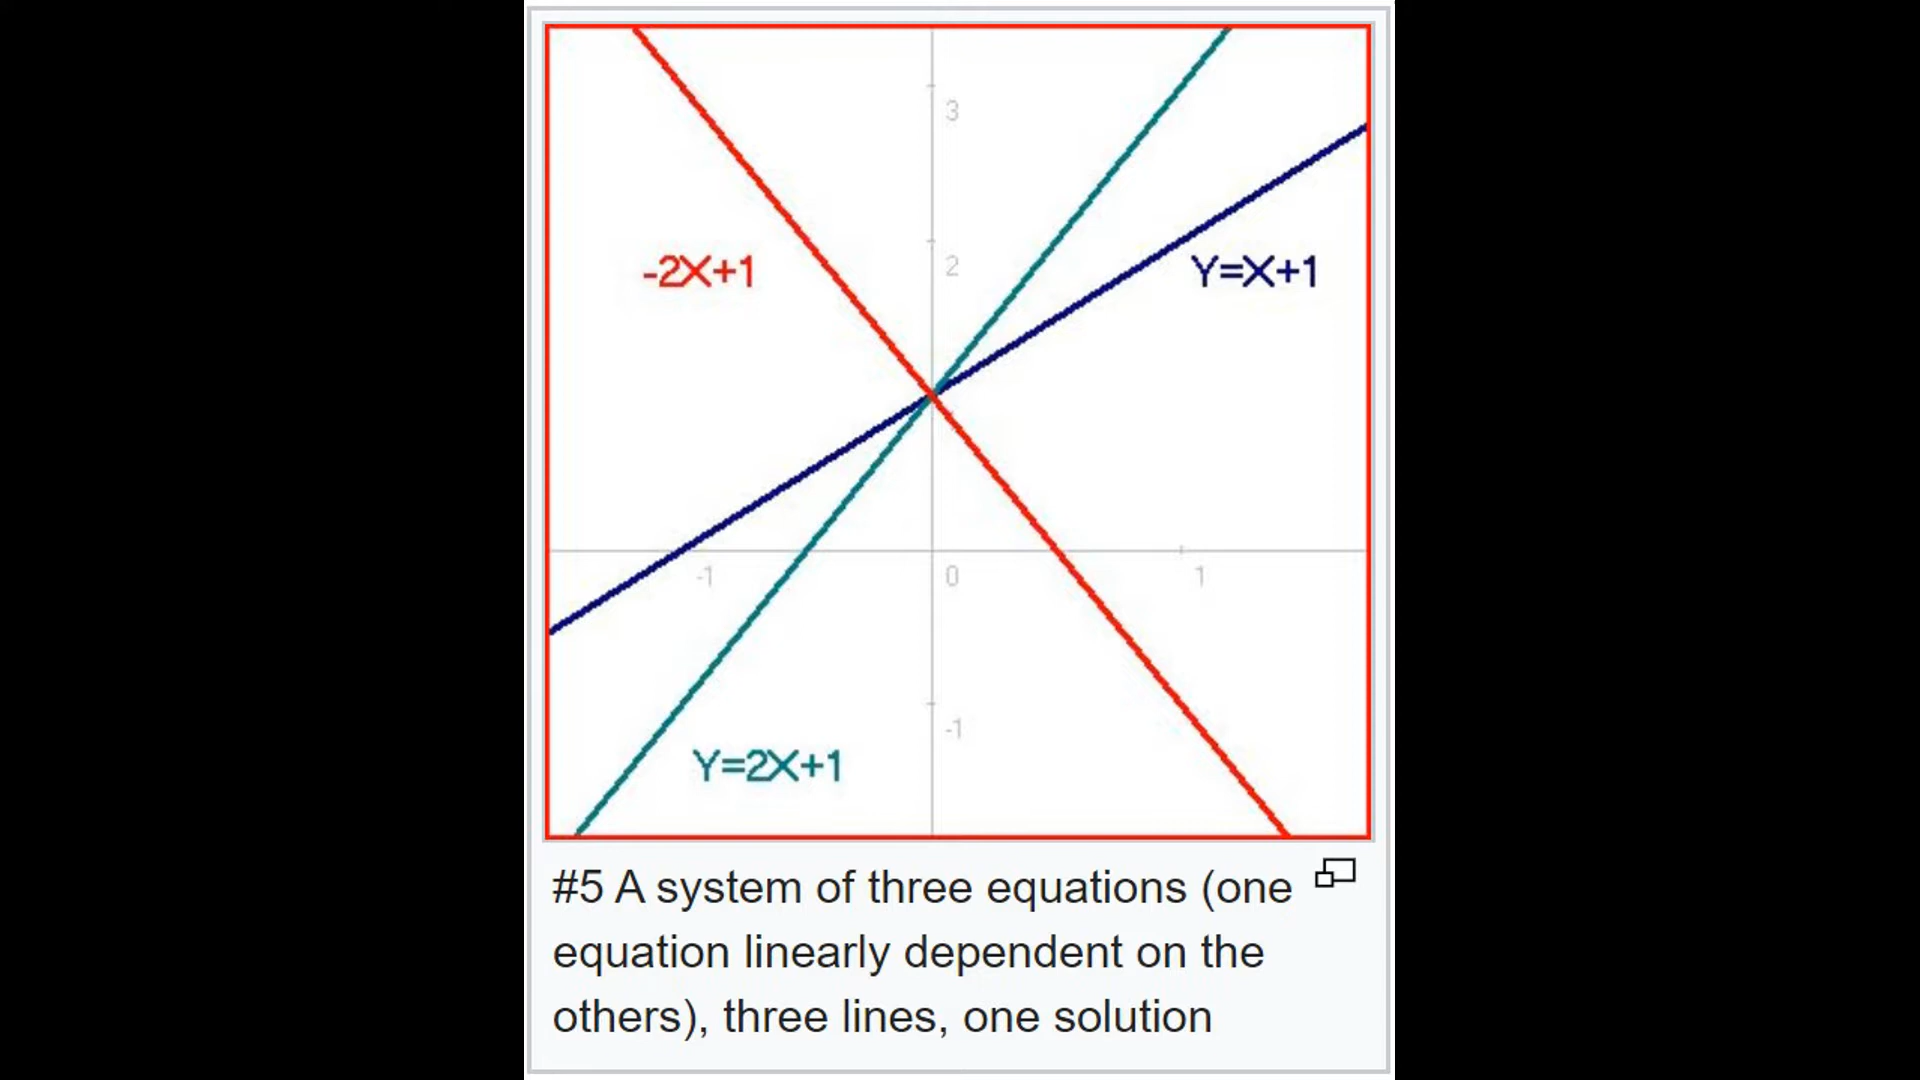 3
2
-2X+1
Y=X+1
-1
0
1
-1
Y=2X+1
#5 A system of three equations (one
equation linearly dependent on the
others), three lines, one solution